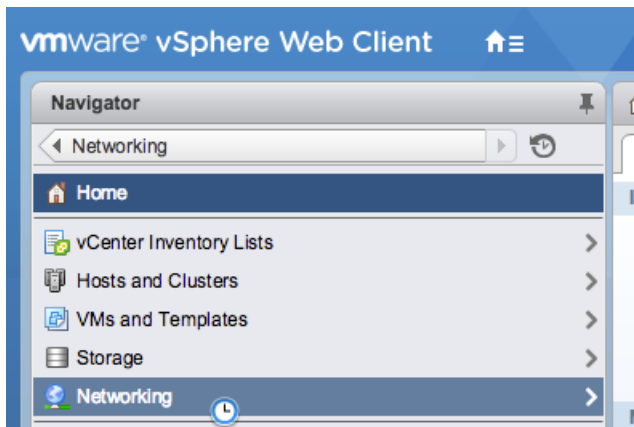 vmware® vSphere Web Client
Navigator
Networking
Home
vCenter Inventory Lists
Hosts and Clusters
VMs and Templates
Storage
Networking